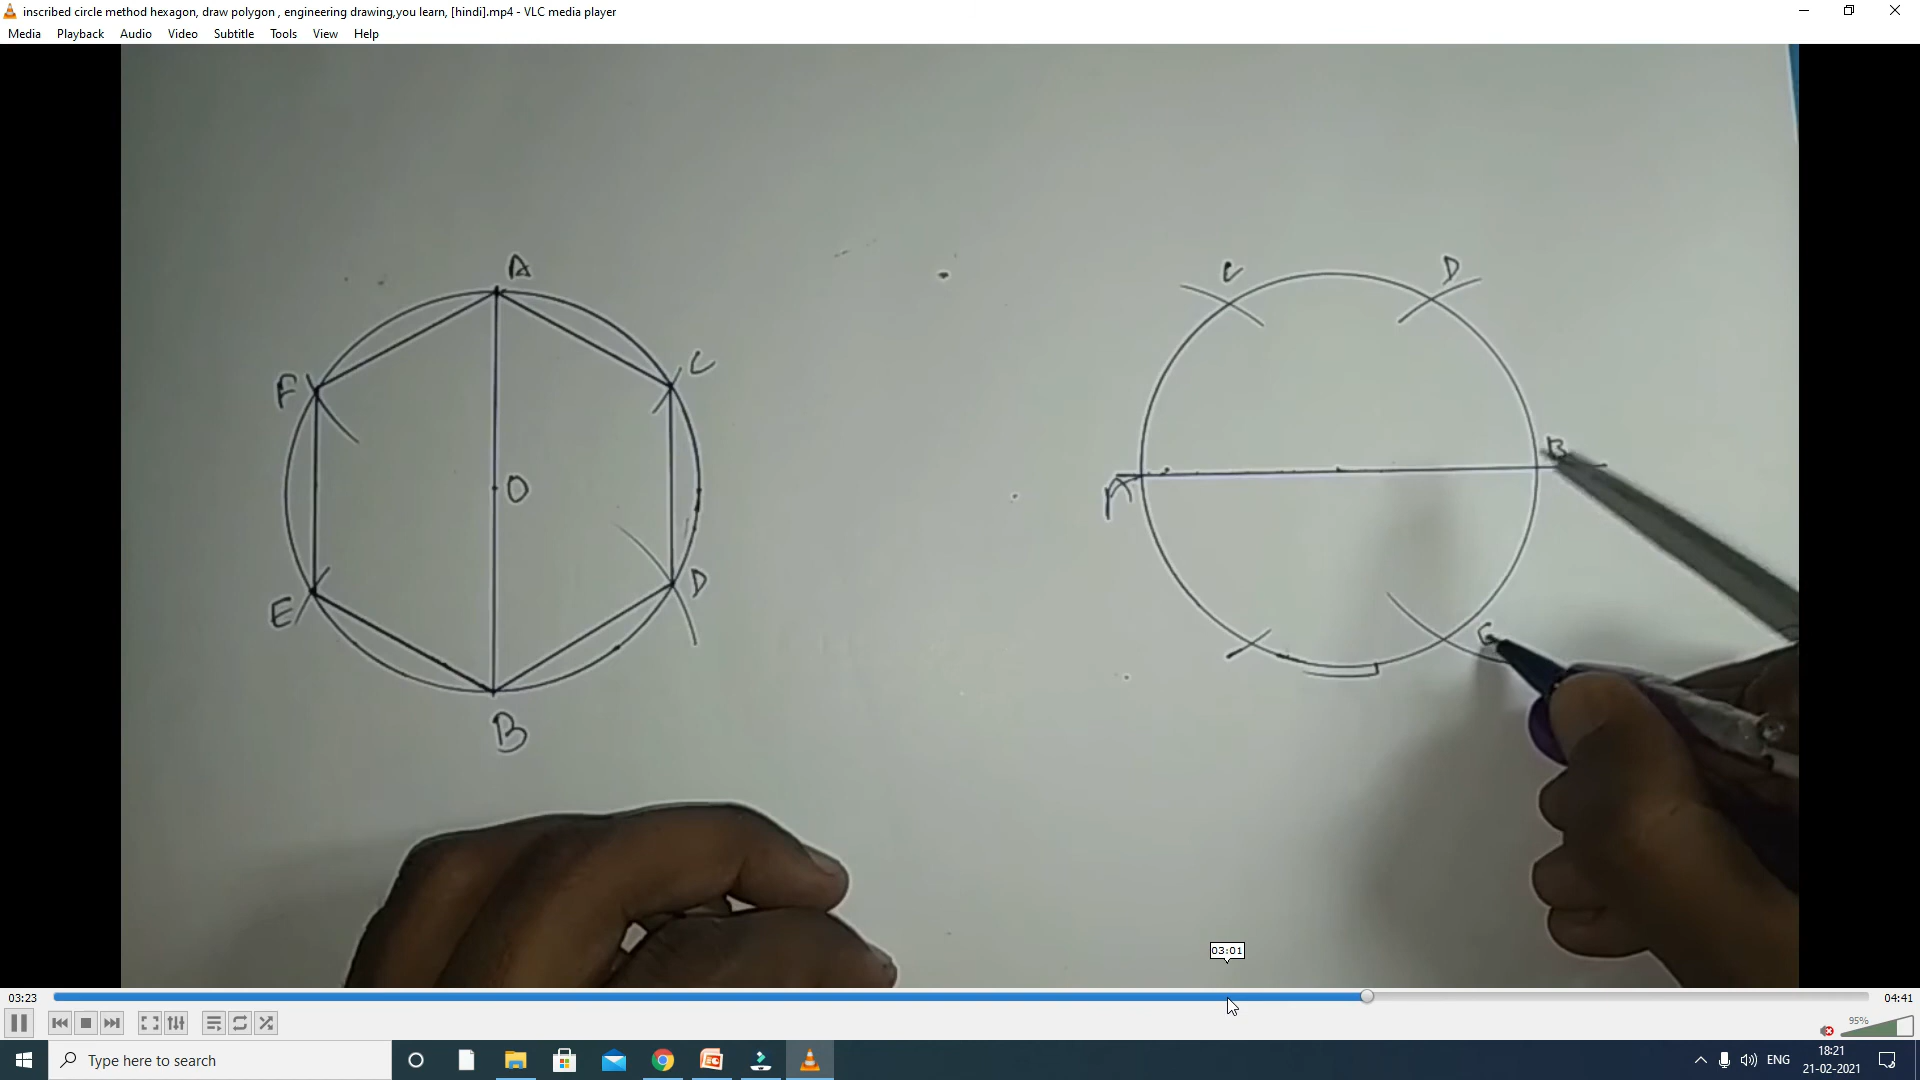 inscribed circle method hexagon, draw polygon , engineering drawing,you learn, [hindi].mp4 - VLC media player
Media Playback Audio Video Subtitle Tools View Help
A
C
F
O
E
D
B
C
D
B
A
G
03:01
03:23
04:41
95%
Type here to search
ENG
18:21
21-02-2021